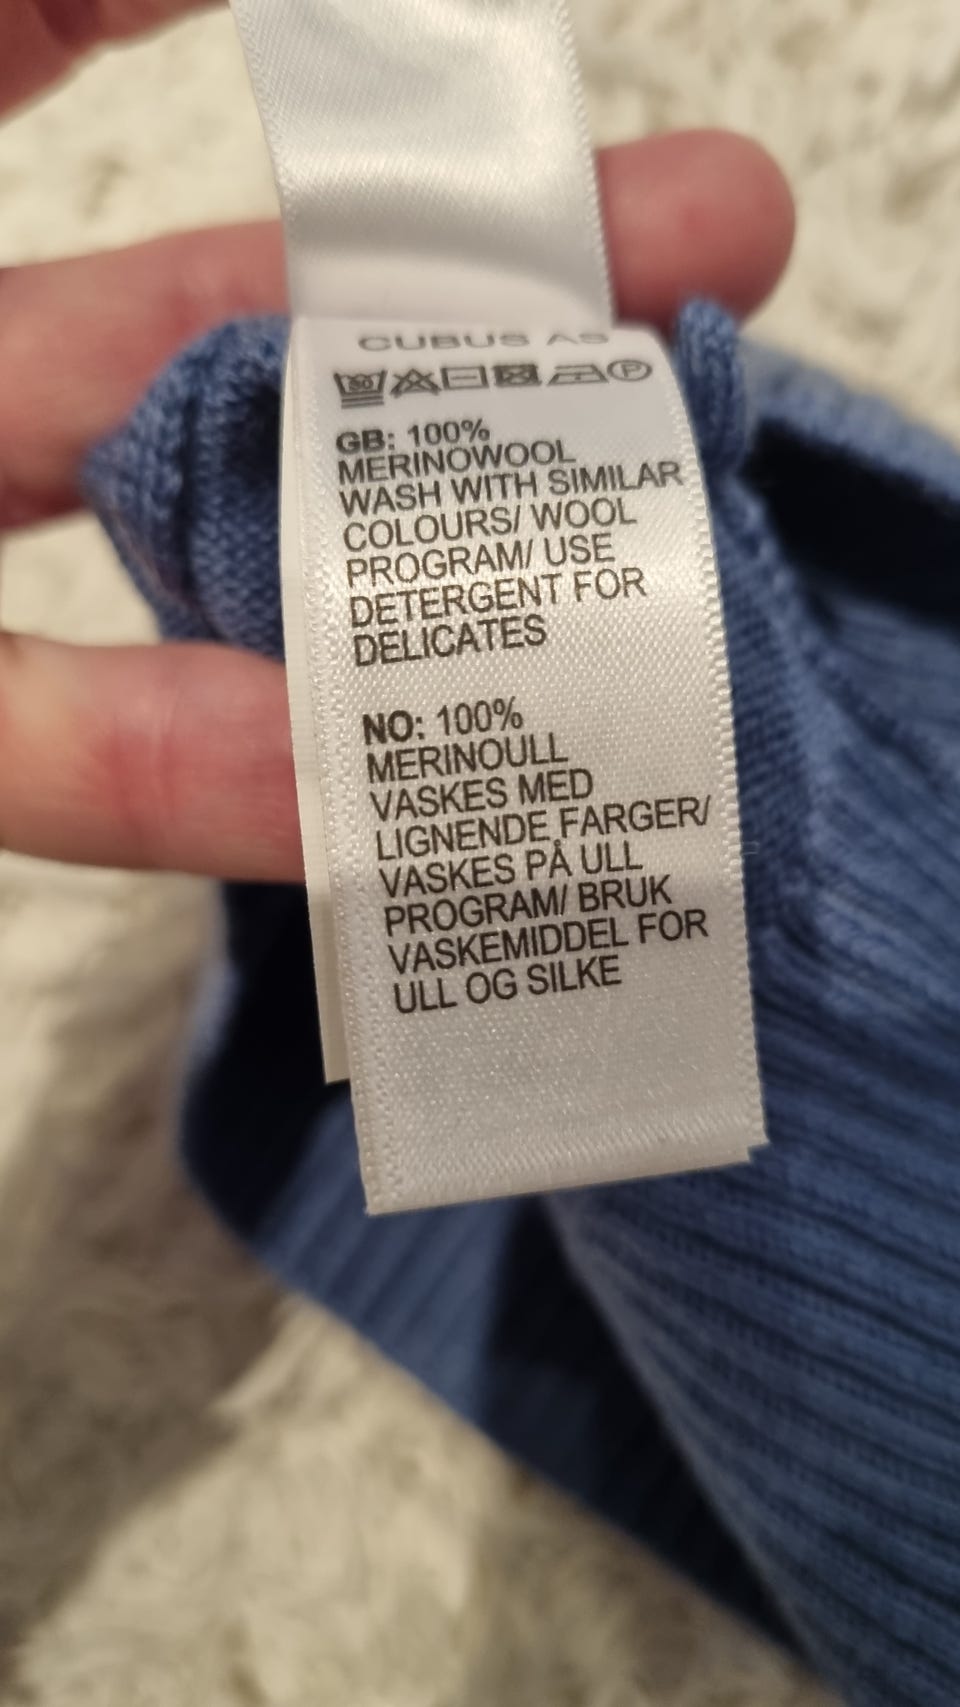 CUBUS AS
30 P
GB: 100%
MERINOWOOL
WASH WITH SIMILAR
COLOURS/ WOOL
PROGRAM/ USE
DETERGENT FOR
DELICATES
NO: 100%
MERINOULL
VASKES MED
LIGNENDE FARGER/
VASKES PÅ ULL
PROGRAM/ BRUK
VASKEMIDDEL FOR
ULL OG SILKE